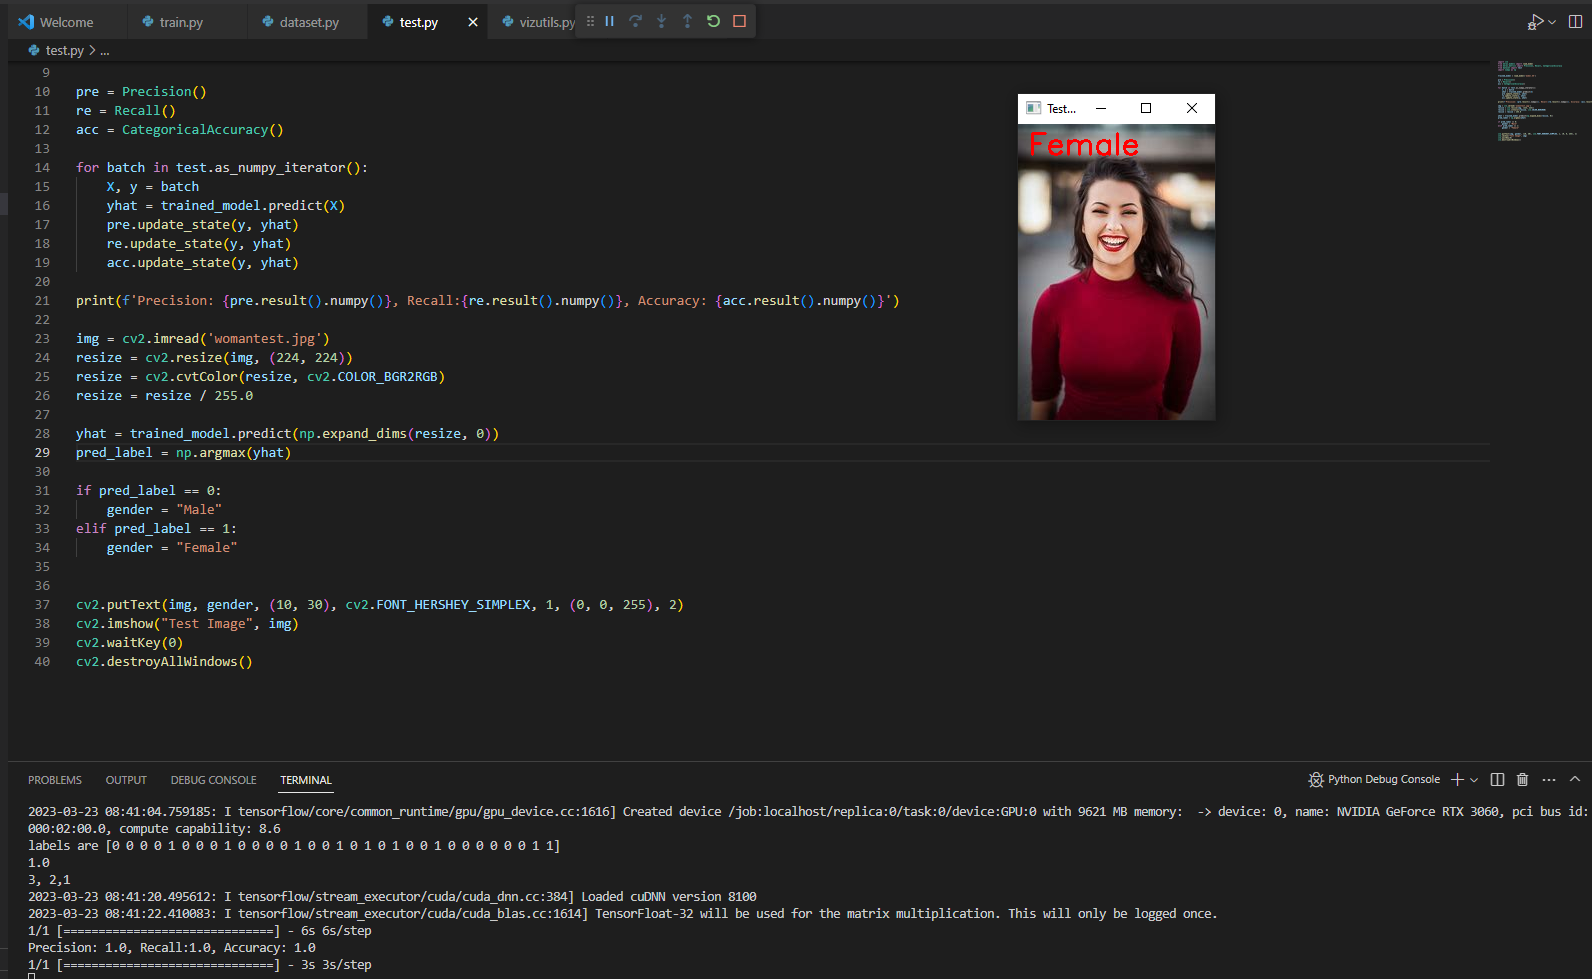 Welcome
train.py
dataset.py
test.py
vizutils.py
test.py > ...
9
10 pre = Precision()
11 re = Recall()
12 acc = CategoricalAccuracy()
13
14 for batch in test.as_numpy_iterator():
15 X, y = batch
16 yhat = trained_model.predict(X)
17 pre.update_state(y, yhat)
18 re.update_state(y, yhat)
19 acc.update_state(y, yhat)
20
21 print(f'Precision: {pre.result().numpy()}, Recall:{re.result().numpy()}, Accuracy: {acc.result().numpy()}')
22
23 img = cv2.imread('womantest.jpg')
24 resize = cv2.resize(img, (224, 224))
25 resize = cv2.cvtColor(resize, cv2.COLOR_BGR2RGB)
26 resize = resize / 255.0
27
28 yhat = trained_model.predict(np.expand_dims(resize, 0))
29 pred_label = np.argmax(yhat)
30
31 if pred_label == 0:
32 gender = "Male"
33 elif pred_label == 1:
34 gender = "Female"
35
36
37 cv2.putText(img, gender, (10, 30), cv2.FONT_HERSHEY_SIMPLEX, 1, (0, 0, 255), 2)
38 cv2.imshow("Test Image", img)
39 cv2.waitKey(0)
40 cv2.destroyAllWindows()
Test...
Female
PROBLEMS
OUTPUT
DEBUG CONSOLE
TERMINAL
Python Debug Console
2023-03-23 08:41:04.759185: I tensorflow/core/common_runtime/gpu/gpu_device.cc:1616] Created device /job:localhost/replica:0/task:0/device:GPU:0 with 9621 MB memory: -> device: 0, name: NVIDIA GeForce RTX 3060, pci bus id:
000:02:00.0, compute capability: 8.6
labels are [0 0 0 0 1 0 0 0 1 0 0 0 0 1 0 0 1 0 1 0 1 0 0 1 0 0 0 0 0 0 1 1]
1.0
3, 2,1
2023-03-23 08:41:20.495612: I tensorflow/stream_executor/cuda/cuda_dnn.cc:384] Loaded cuDNN version 8100
2023-03-23 08:41:22.410083: I tensorflow/stream_executor/cuda/cuda_blas.cc:1614] TensorFloat-32 will be used for the matrix multiplication. This will only be logged once.
1/1 [==============================] - 6s 6s/step
Precision: 1.0, Recall:1.0, Accuracy: 1.0
1/1 [==============================] - 3s 3s/step